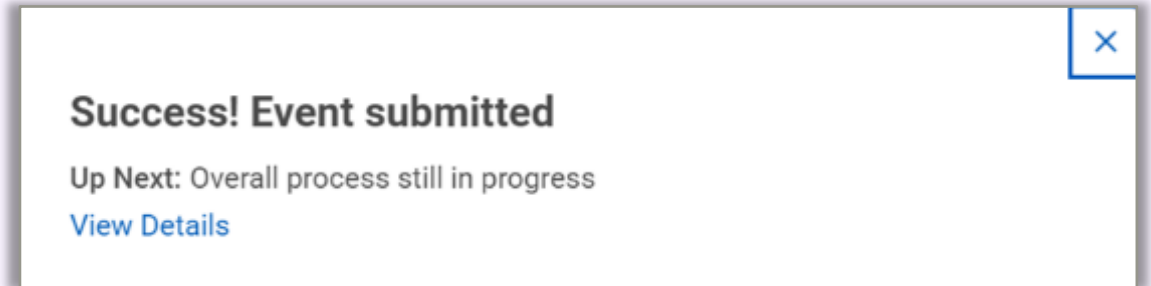 Success! Event submitted
Up Next: Overall process still in progress
View Details